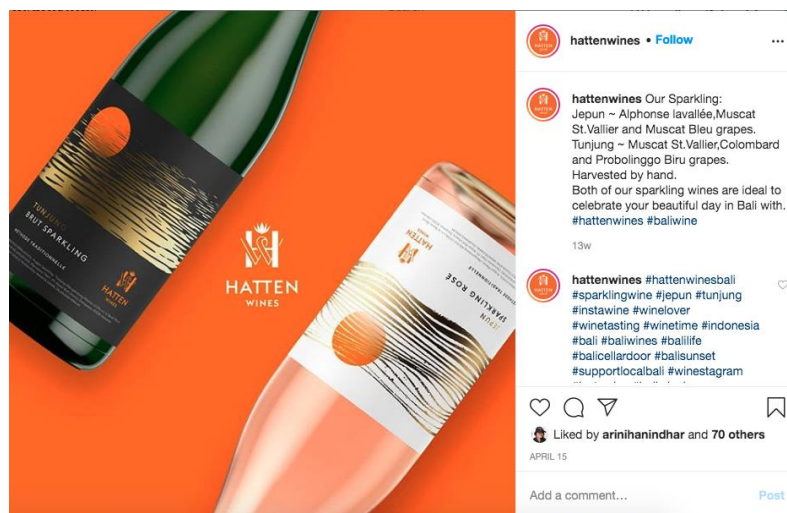 TUNJUNG
BRUT SPARKLING
METHODE TRADITIONNELLE
HATTEN
WINES
HATTEN
WINES
HATTEN
WINES
JEPUN
SPARKLING ROSÉ
METHODE TRADITIONNELLE
hattenwines • Follow
hattenwines Our Sparkling:
Jepun ~ Alphonse lavallée,Muscat
St.Vallier and Muscat Bleu grapes.
Tunjung ~ Muscat St.Vallier,Colombard
and Probolinggo Biru grapes.
Harvested by hand.
Both of our sparkling wines are ideal to
celebrate your beautiful day in Bali with.
#hattenwines #baliwine
13w
hattenwines #hattenwinesbali
#sparklingwine #jepun #tunjung
#instawine #winelover
#winetasting #winetime #indonesia
#bali #baliwines #balilife
#balicellardoor #balisunset
#supportlocalbali #winestagram
Liked by arinihanindhar and 70 others
APRIL 15
Add a comment... Post